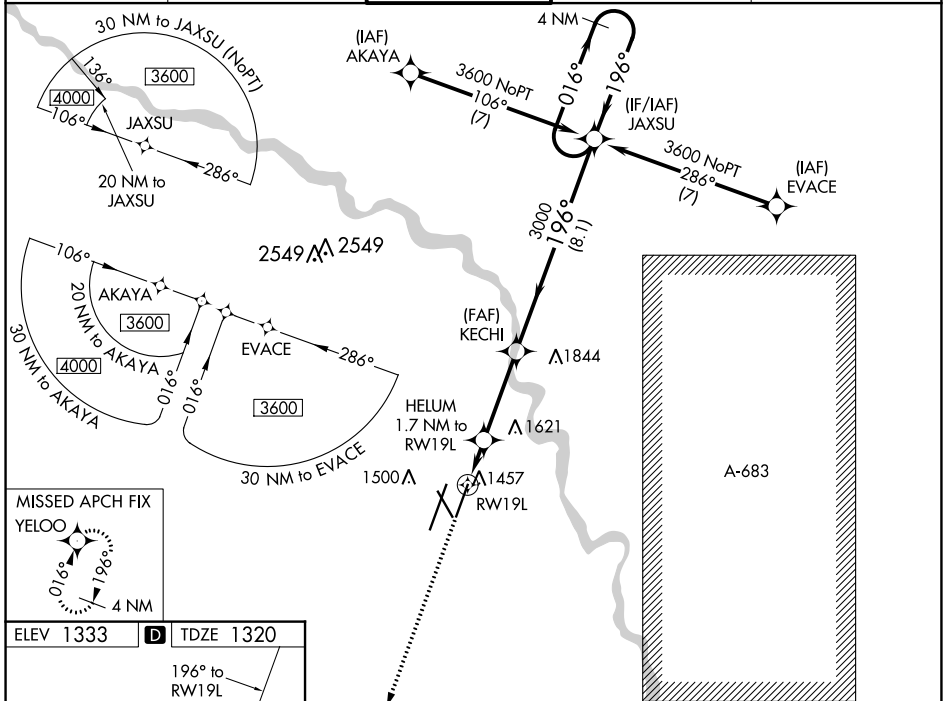 30 NM to JAXSU (NoPT)
3600
136°
4000
106°
JAXSU
286°
20 NM to
JAXSU
4 NM
(IAF)
AKAYA
3600 NoPT
106°
(7)
016°
196°
(IF/IAF)
JAXSU
3600 NoPT
286°
(7)
(IAF)
EVACE
3000
196°
(8.1)
2549
2549
106°
AKAYA
3600
20 NM to AKAYA
4000
30 NM to AKAYA
016°
016°
EVACE
286°
3600
30 NM to EVACE
(FAF)
KECHI
1844
HELUM
1.7 NM to
RW19L
1621
1500
1457
RW19L
A-683
MISSED APCH FIX
YELOO
016°
196°
4 NM
ELEV 1333 D TDZE 1320
196° to
RW19L